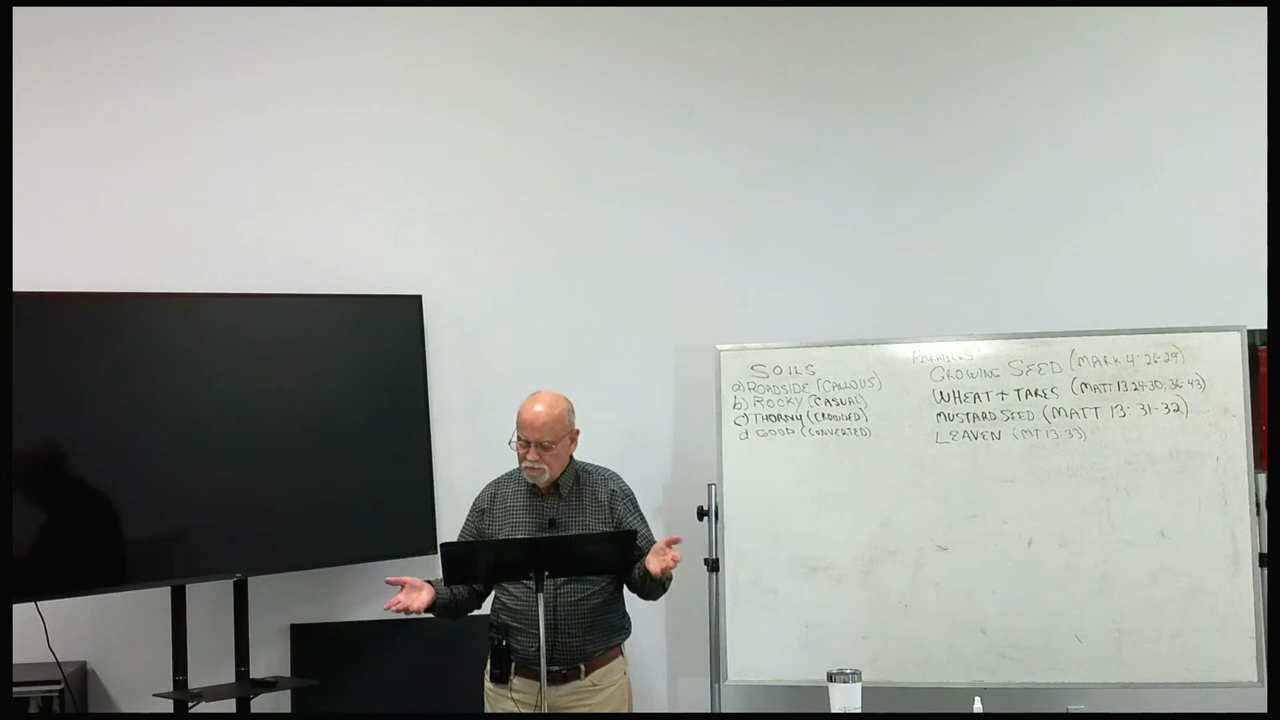 SOILS
a) ROADSIDE (CALLOUS)
b) ROCKY (CASUAL)
c) THORNY (CROWDED)
d GOOD (CONVERTED)
PARABLES
GROWING SEED (MARK 4:26-29)
WHEAT + TARES (MATT 13 24-30, 36-43)
MUSTARD SEED (MATT 13: 31-32)
LEAVEN (MT 13:33)